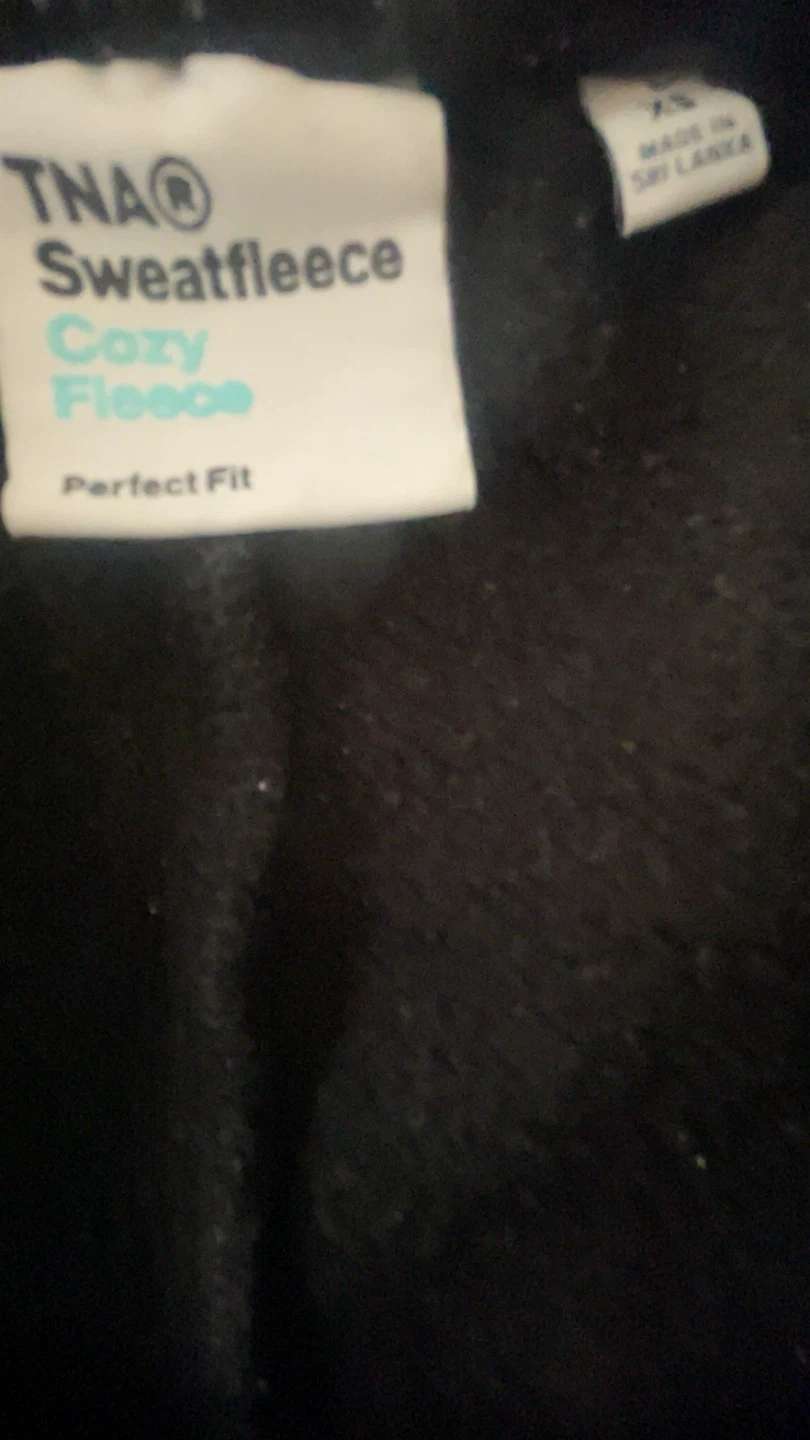 TNA®
Sweatfleece
Cozy
Fleece
Perfect Fit
XS
MADE IN
SRI LANKA